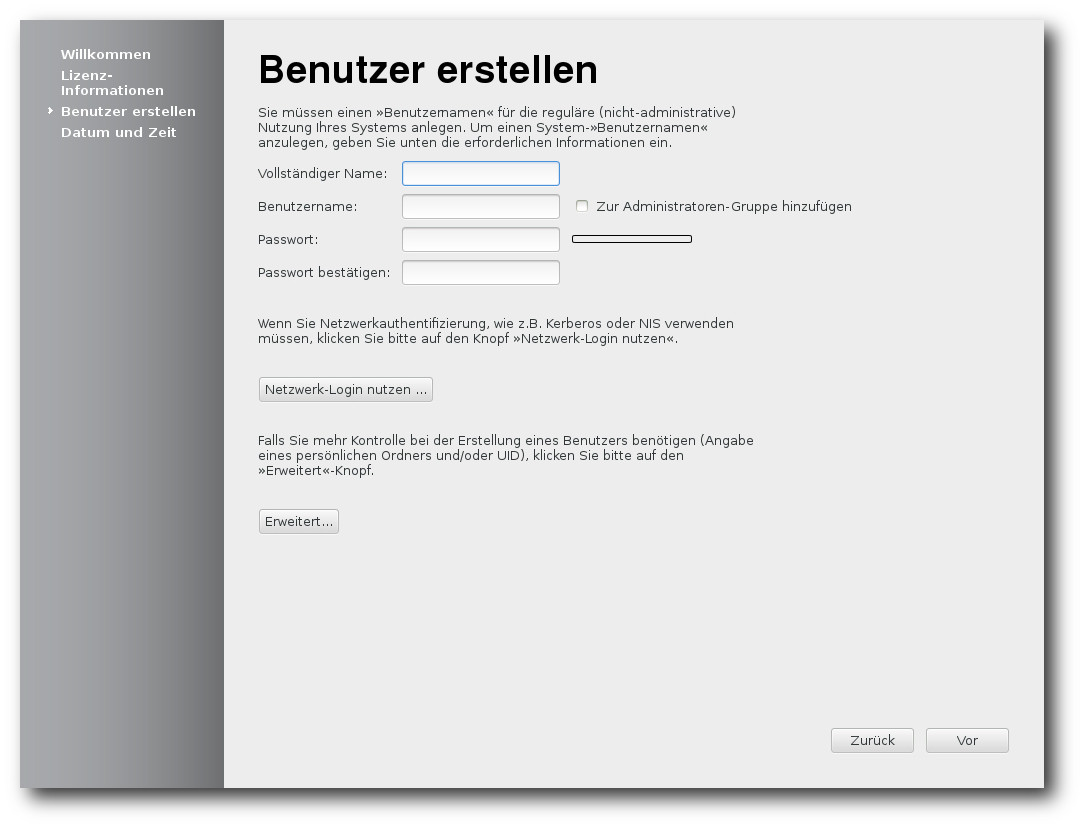 Willkommen
Lizenz-
Informationen
Benutzer erstellen
Datum und Zeit
Benutzer erstellen
Sie müssen einen »Benutzernamen« für die reguläre (nicht-administrative)
Nutzung Ihres Systems anlegen. Um einen System-»Benutzernamen«
anzulegen, geben Sie unten die erforderlichen Informationen ein.
Vollständiger Name:
Benutzername:
Zur Administratoren-Gruppe hinzufügen
Passwort:
Passwort bestätigen:
Wenn Sie Netzwerkauthentifizierung, wie z.B. Kerberos oder NIS verwenden
müssen, klicken Sie bitte auf den Knopf »Netzwerk-Login nutzen«.
Netzwerk-Login nutzen ...
Falls Sie mehr Kontrolle bei der Erstellung eines Benutzers benötigen (Angabe
eines persönlichen Ordners und/oder UID), klicken Sie bitte auf den
»Erweitert«-Knopf.
Erweitert...
Zurück
Vor